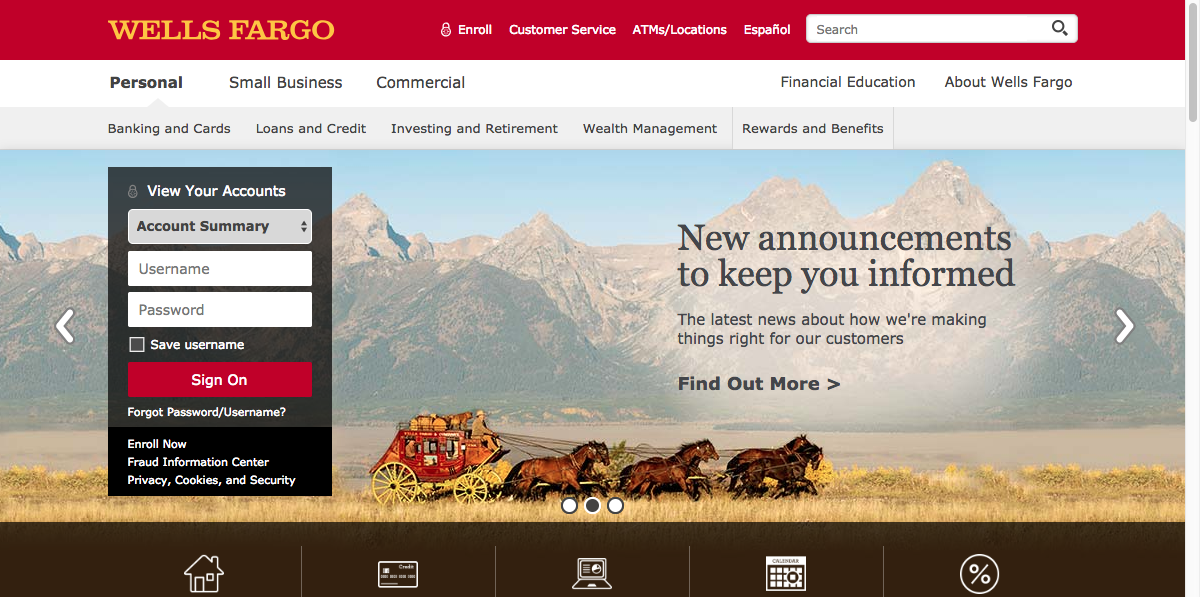 WELLS FARGO
Enroll Customer Service ATMs/Locations Español Search
Personal Small Business Commercial Financial Education About Wells Fargo
Banking and Cards Loans and Credit Investing and Retirement Wealth Management Rewards and Benefits
View Your Accounts
Account Summary
Username
Password
Save username
Sign On
Forgot Password/Username?
Enroll Now
Fraud Information Center
Privacy, Cookies, and Security
New announcements
to keep you informed
The latest news about how we're making
things right for our customers
Find Out More >
Credit
CALENDAR
%